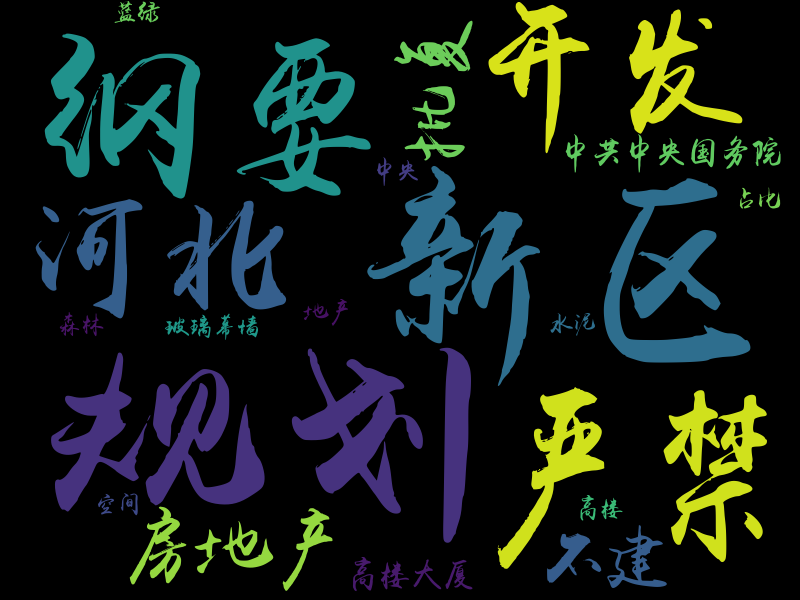 蓝绿
纲要
批复
开发
中共中央国务院
中央
占比
河北
新区
森林
玻璃幕墙
地产
水泥
规划
严禁
空间
高楼
房地产
不建
高楼大厦